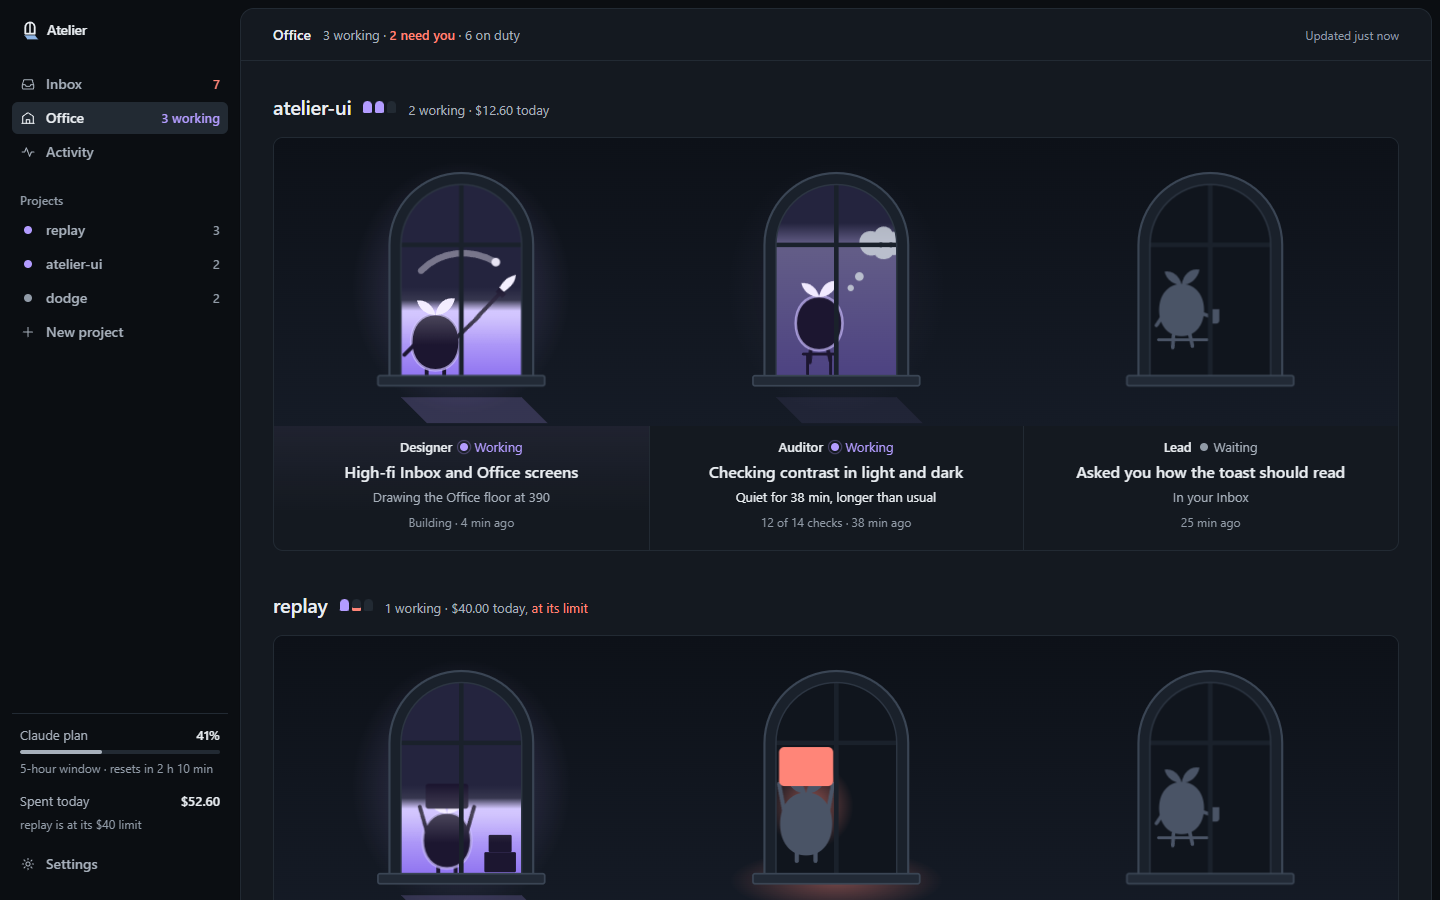 Atelier
Inbox 7
Office 3 working
Activity
Projects
replay 3
atelier-ui 2
dodge 2
New project
Claude plan 41%
5-hour window · resets in 2 h 10 min
Spent today $52.60
replay is at its $40 limit
Settings
Office 3 working · 2 need you · 6 on duty
Updated just now
atelier-ui 2 working · $12.60 today
Designer Working
High-fi Inbox and Office screens
Drawing the Office floor at 390
Building · 4 min ago
Auditor Working
Checking contrast in light and dark
Quiet for 38 min, longer than usual
12 of 14 checks · 38 min ago
Lead Waiting
Asked you how the toast should read
In your Inbox
25 min ago
replay 1 working · $40.00 today, at its limit